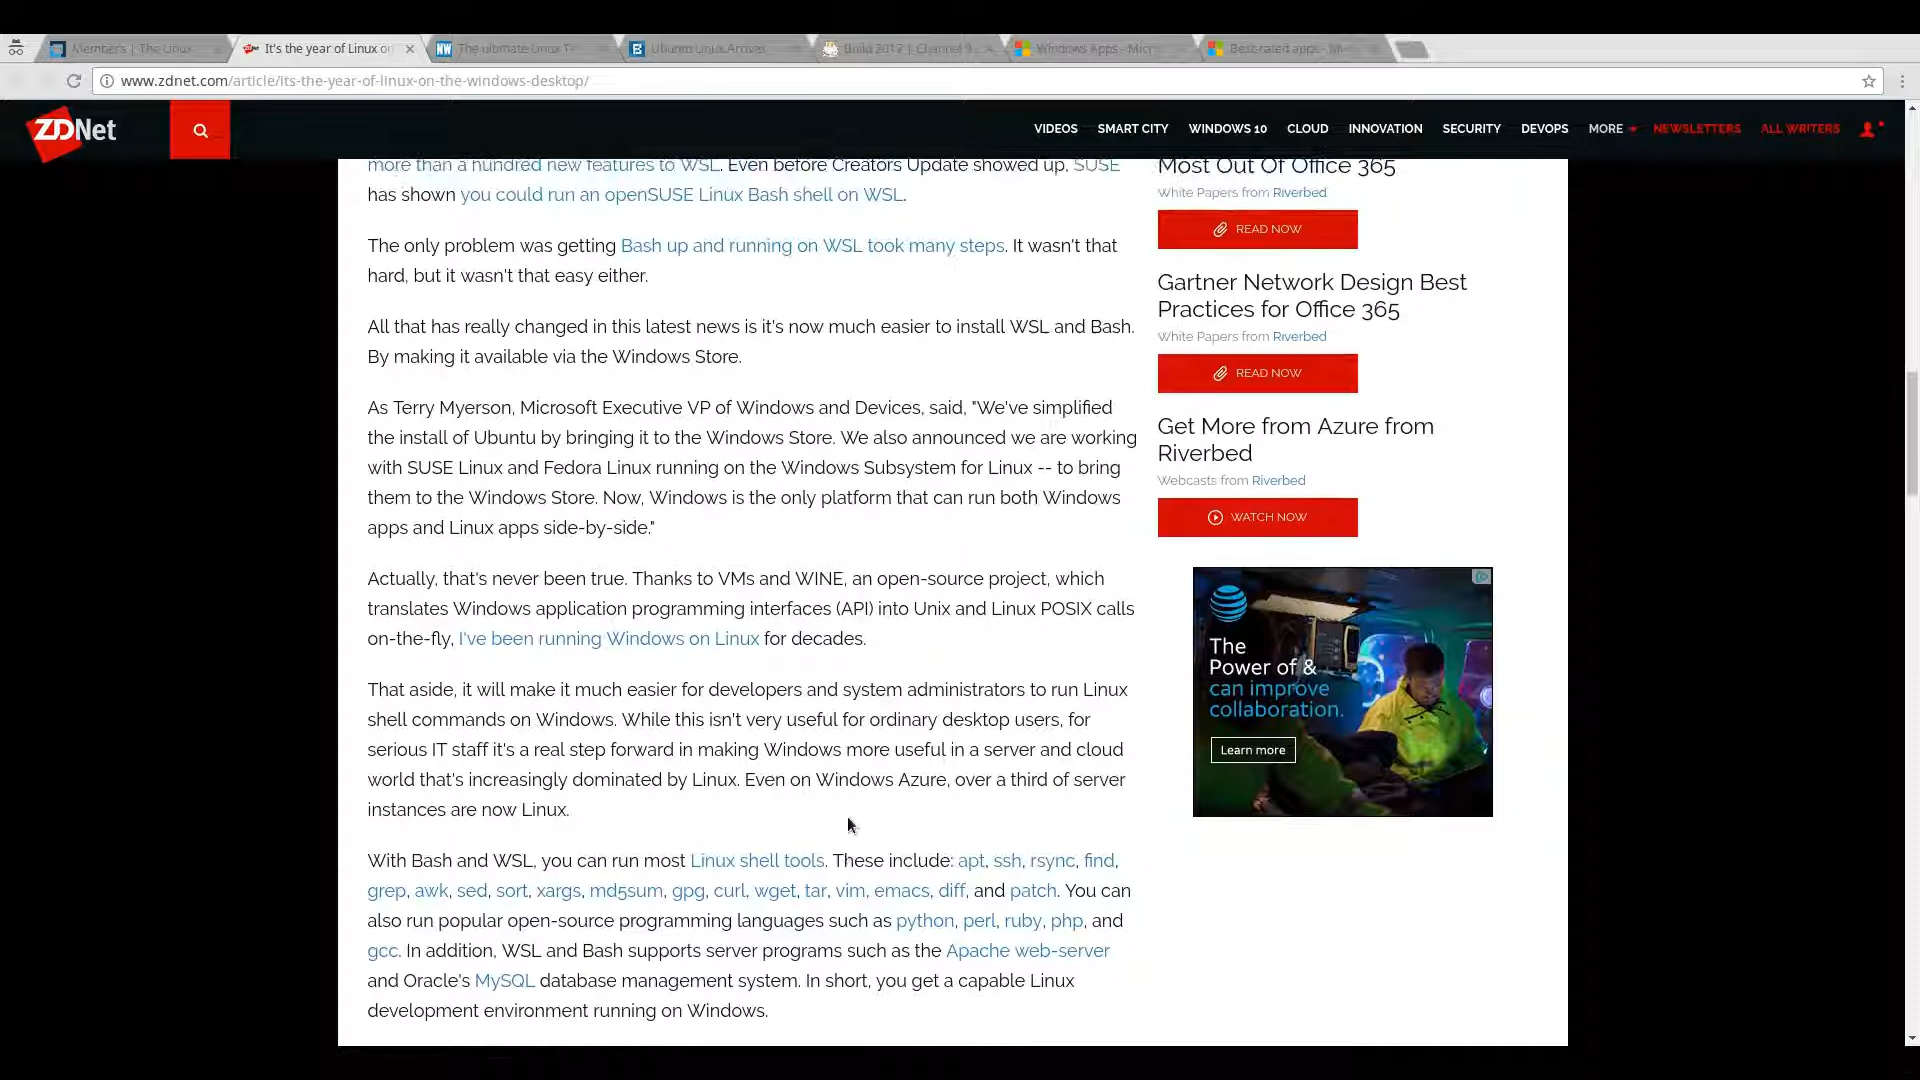 Members | The Linux
It's the year of Linux on
The ultimate Linux T
Ubuntu Linux Arrives
Build 2017 | Channel 9
Windows Apps - Micr
Best-rated apps - Mi
www.zdnet.com/article/its-the-year-of-linux-on-the-windows-desktop/
ZDNet
VIDEOS SMART CITY WINDOWS 10 CLOUD INNOVATION SECURITY DEVOPS MORE NEWSLETTERS ALL WRITERS
more than a hundred new features to WSL. Even before Creators Update showed up, SUSE
has shown you could run an openSUSE Linux Bash shell on WSL.
The only problem was getting Bash up and running on WSL took many steps. It wasn't that
hard, but it wasn't that easy either.
All that has really changed in this latest news is it's now much easier to install WSL and Bash.
By making it available via the Windows Store.
As Terry Myerson, Microsoft Executive VP of Windows and Devices, said, "We've simplified
the install of Ubuntu by bringing it to the Windows Store. We also announced we are working
with SUSE Linux and Fedora Linux running on the Windows Subsystem for Linux -- to bring
them to the Windows Store. Now, Windows is the only platform that can run both Windows
apps and Linux apps side-by-side."
Actually, that's never been true. Thanks to VMs and WINE, an open-source project, which
translates Windows application programming interfaces (API) into Unix and Linux POSIX calls
on-the-fly, I've been running Windows on Linux for decades.
That aside, it will make it much easier for developers and system administrators to run Linux
shell commands on Windows. While this isn't very useful for ordinary desktop users, for
serious IT staff it's a real step forward in making Windows more useful in a server and cloud
world that's increasingly dominated by Linux. Even on Windows Azure, over a third of server
instances are now Linux.
With Bash and WSL, you can run most Linux shell tools. These include: apt, ssh, rsync, find,
grep, awk, sed, sort, xargs, md5sum, gpg, curl, wget, tar, vim, emacs, diff, and patch. You can
also run popular open-source programming languages such as python, perl, ruby, php, and
gcc. In addition, WSL and Bash supports server programs such as the Apache web-server
and Oracle's MySQL database management system. In short, you get a capable Linux
development environment running on Windows.
Most Out Of Office 365
White Papers from Riverbed
READ NOW
Gartner Network Design Best
Practices for Office 365
White Papers from Riverbed
READ NOW
Get More from Azure from
Riverbed
Webcasts from Riverbed
WATCH NOW
The
Power of &
can improve
collaboration.
Learn more